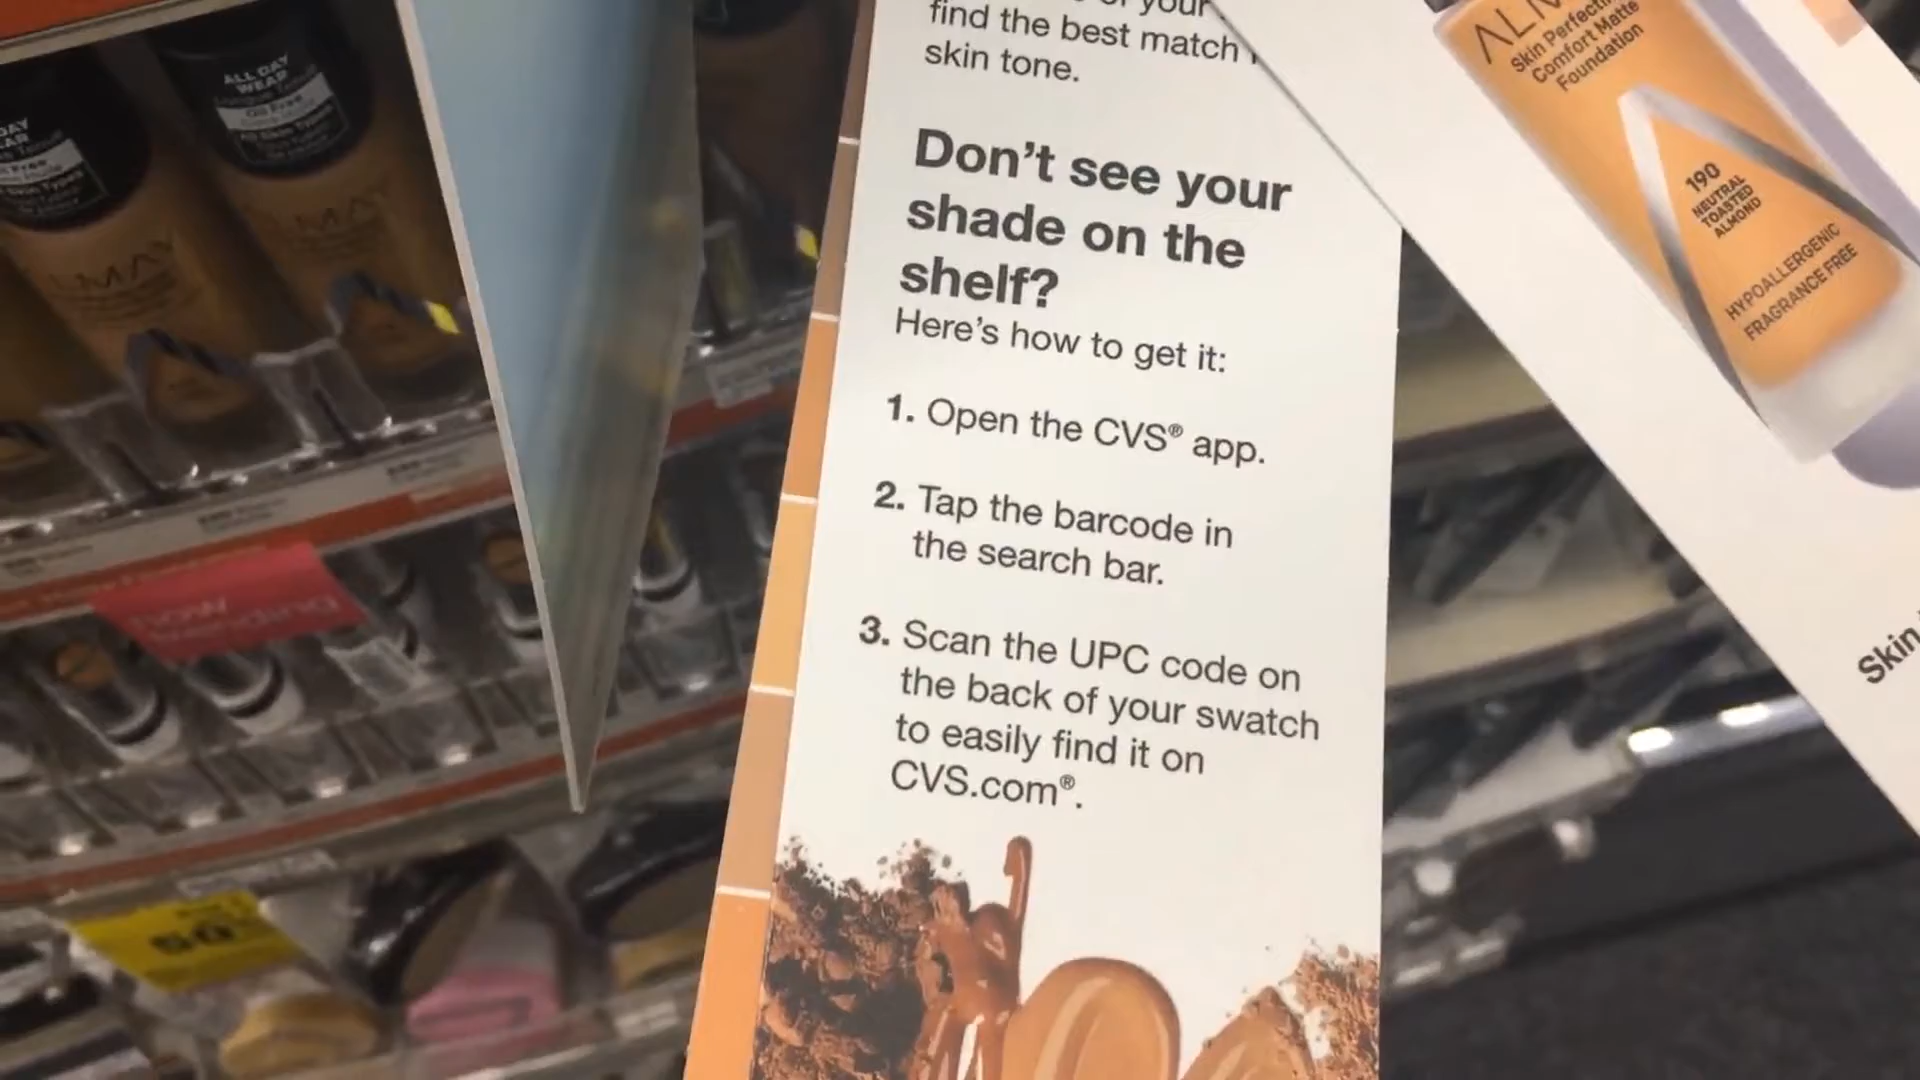 find the best match
skin tone.
Don't see your
shade on the
shelf?
Here's how to get it:
1. Open the CVS® app.
2. Tap the barcode in
the search bar.
3. Scan the UPC code on
the back of your swatch
to easily find it on
CVS.com®.
Skin Perfecting
Comfort Matte
Foundation
190
NEUTRAL
TOASTED
ALMOND
HYPOALLERGENIC
FRAGRANCE FREE
Skin
ALL DAY
WEAR
Oil Free